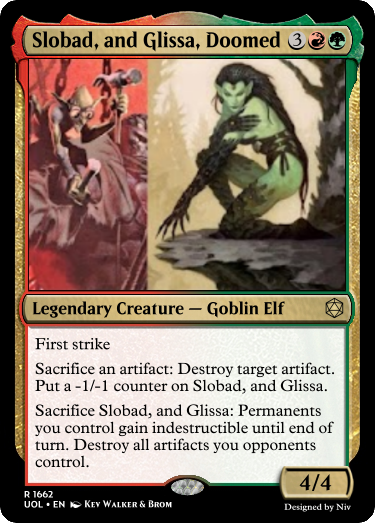 Slobad, and Glissa, Doomed 3
Legendary Creature — Goblin Elf
First strike
Sacrifice an artifact: Destroy target artifact.
Put a -1/-1 counter on Slobad, and Glissa.
Sacrifice Slobad, and Glissa: Permanents
you control gain indestructible until end
of turn. Destroy all artifacts you opponents
control.
4/4
R 1662
UOL • EN Key Walker & Brom
Designed by Niv